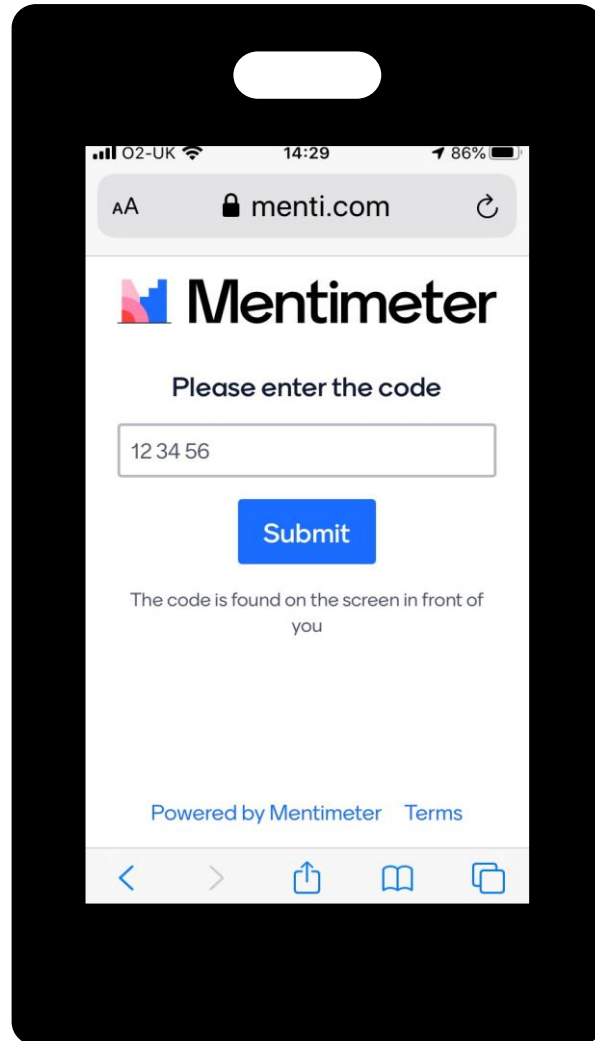 O2-UK 14:29 86%
AA menti.com
Mentimeter
Please enter the code
12 34 56
Submit
The code is found on the screen in front of
you
Powered by Mentimeter Terms